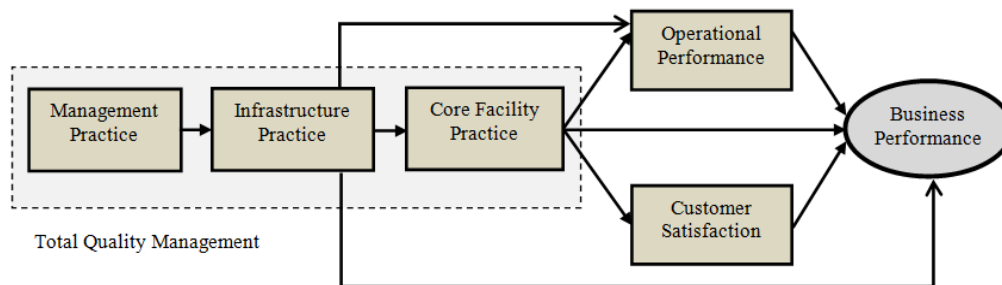 Management
Practice
Infrastructure
Practice
Core Facility
Practice
Operational
Performance
Customer
Satisfaction
Business
Performance
Total Quality Management